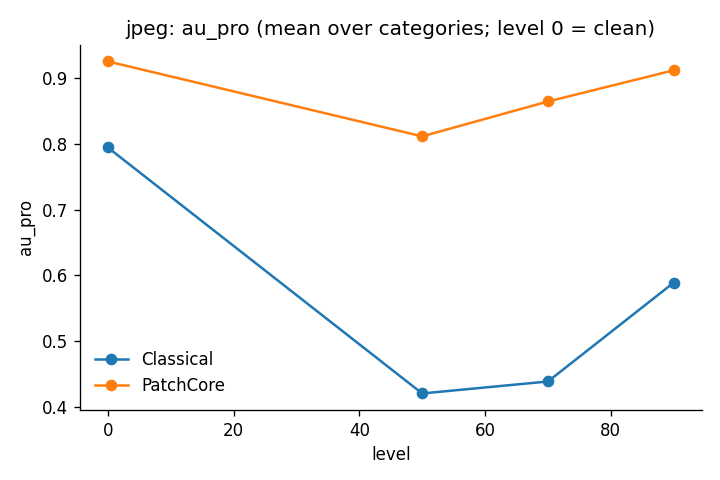 jpeg: au_pro (mean over categories; level 0 = clean)
au_pro
0.9
0.8
0.7
0.6
0.5
0.4
Classical
PatchCore
0 20 40 60 80
level